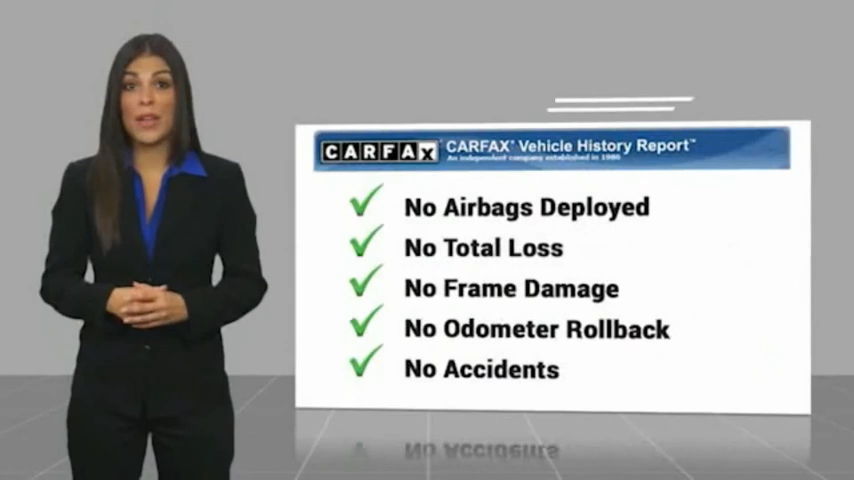 CARFAX CARFAX® Vehicle History Report™
An independent company established in 1986
No Airbags Deployed
No Total Loss
No Frame Damage
No Odometer Rollback
No Accidents
No Accidents